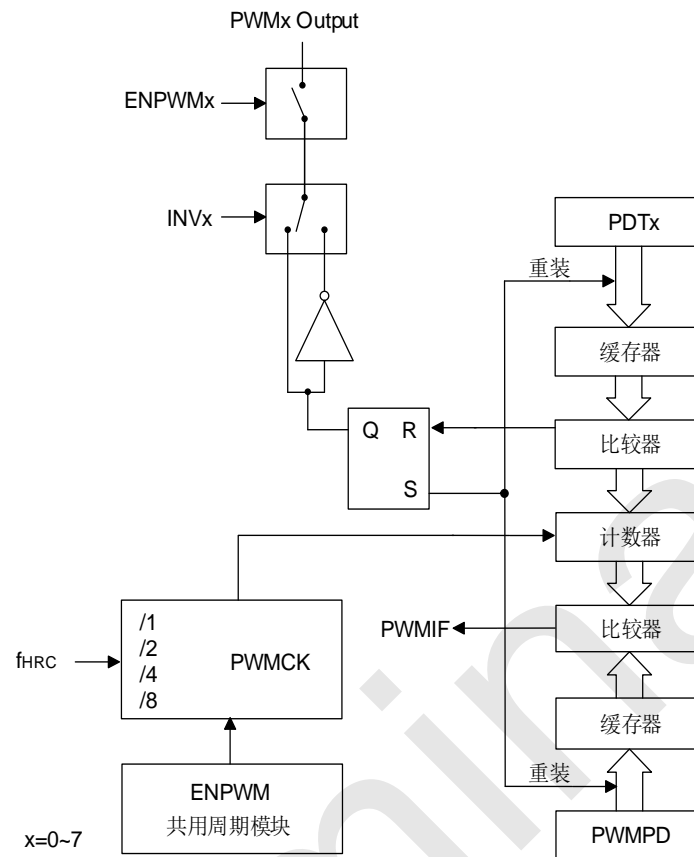 PWMx Output
ENPWMx
INVx
PDTx
重装
缓存器
Q R
S
比较器
计数器
/1
/2
/4
/8
PWMCK
fHRC
PWMIF
比较器
缓存器
重装
ENPWM
共用周期模块
PWMPD
x=0~7